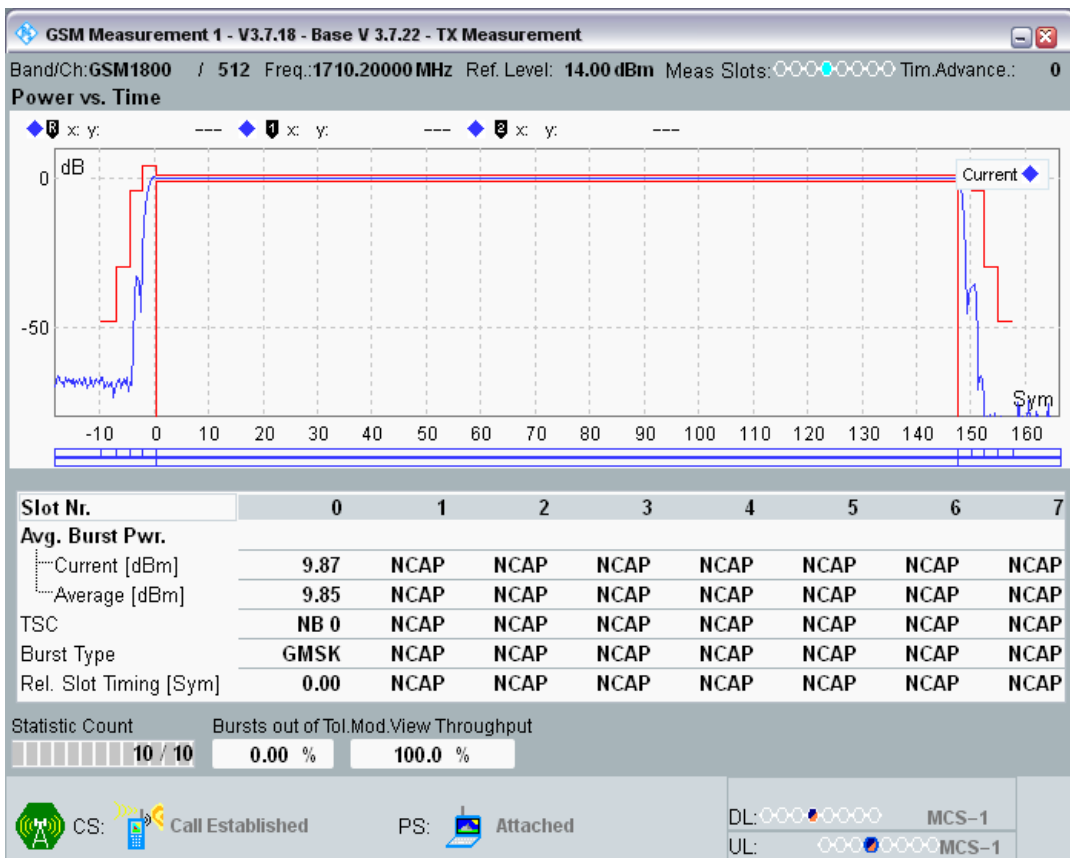 GSM Measurement 1 - V3.7.18 - Base V 3.7.22 - TX Measurement
Band/Ch:GSM1800 / 512 Freq.:1710.20000 MHz Ref. Level: 14.00 dBm Meas Slots: Tim.Advance.: 0
Power vs. Time
R x: y: --- 1 x: y: --- 2 x: y: ---
dB
Current
0
-50
Sym
-10 0 10 20 30 40 50 60 70 80 90 100 110 120 130 140 150 160
Slot Nr. 0 1 2 3 4 5 6 7
Avg. Burst Pwr.
Current [dBm] 9.87 NCAP NCAP NCAP NCAP NCAP NCAP NCAP
Average [dBm] 9.85 NCAP NCAP NCAP NCAP NCAP NCAP NCAP
TSC NB 0 NCAP NCAP NCAP NCAP NCAP NCAP NCAP
Burst Type GMSK NCAP NCAP NCAP NCAP NCAP NCAP NCAP
Rel. Slot Timing [Sym] 0.00 NCAP NCAP NCAP NCAP NCAP NCAP NCAP
Statistic Count Bursts out of Tol.Mod.View Throughput
10 / 10 0.00 % 100.0 %
CS: Call Established PS: Attached DL: MCS-1
UL: MCS-1